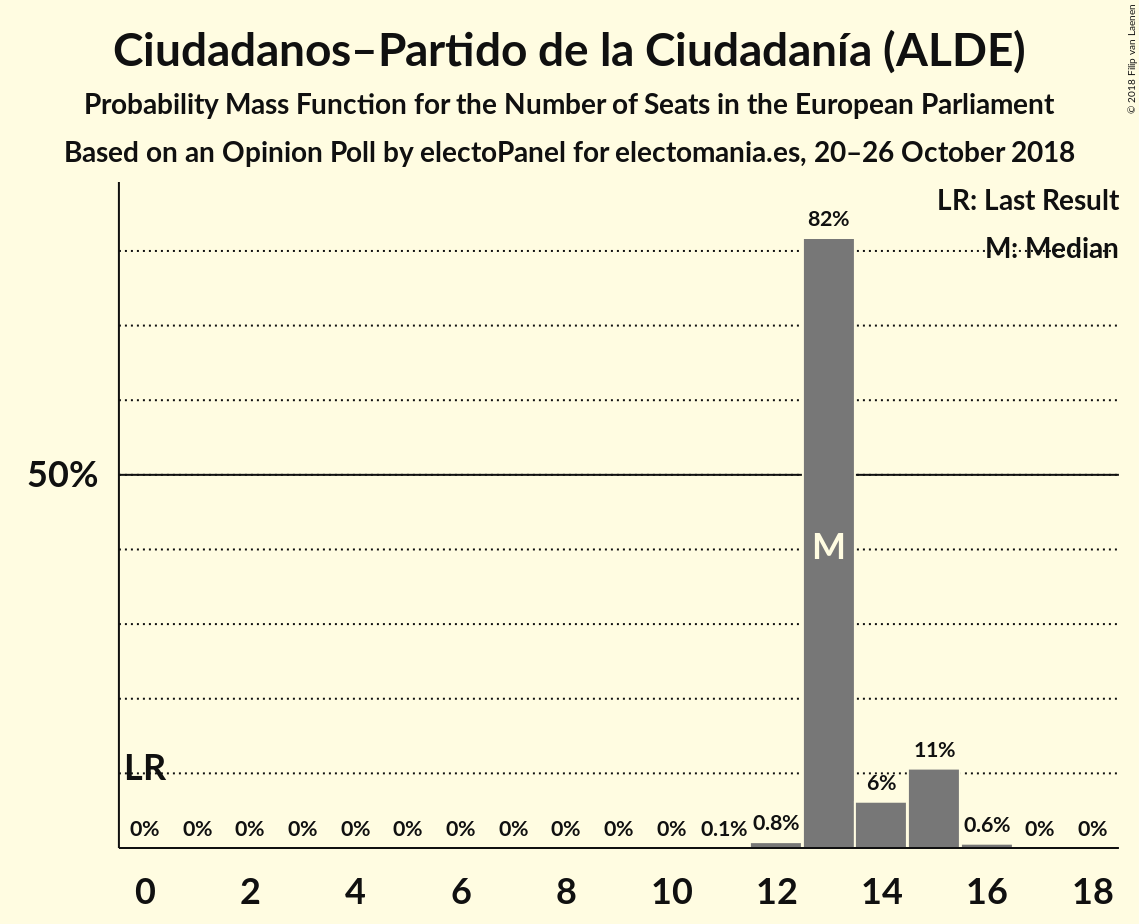 Ciudadanos–Partido de la Ciudadanía (ALDE)
Probability Mass Function for the Number of Seats in the European Parliament
Based on an Opinion Poll by electoPanel for electomania.es, 20–26 October 2018
© 2018 Filip van Laenen
LR: Last Result
M: Median
82%
50%
M
LR
11%
6%
0% 0% 0% 0% 0% 0% 0% 0% 0% 0% 0% 0.1% 0.8% 0.6% 0% 0%
0 2 4 6 8 10 12 14 16 18